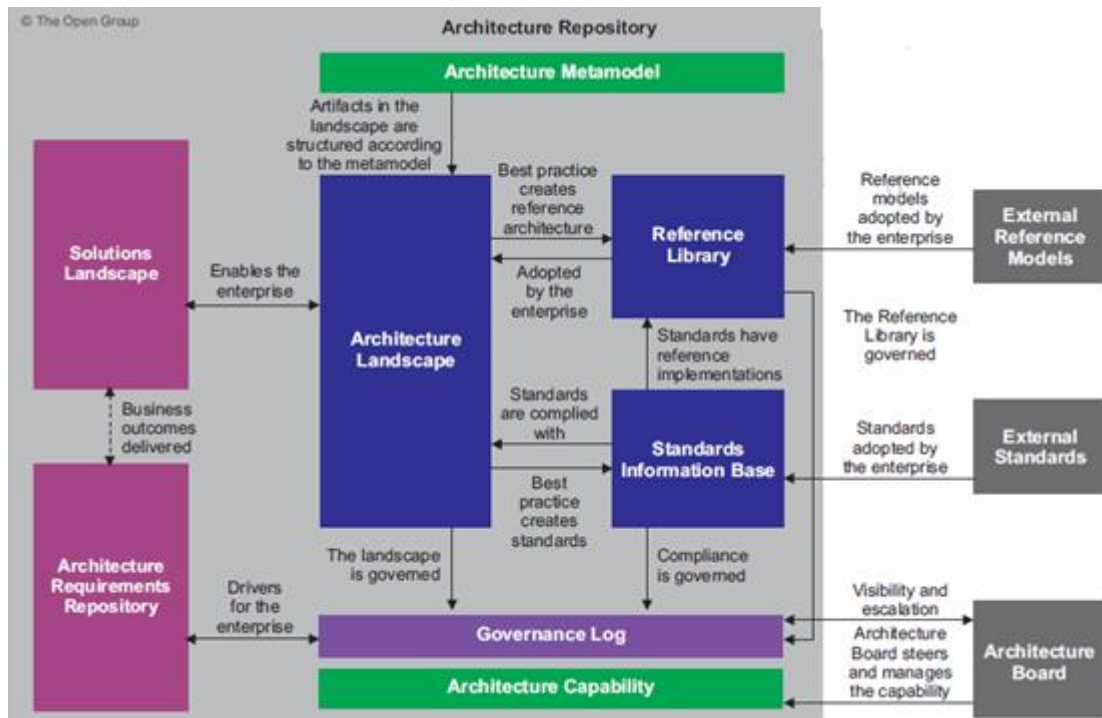 © The Open Group
Architecture Repository
Architecture Metamodel
Artifacts in the
landscape are
structured according
to the metamodel
Solutions
Landscape
Enables the
enterprise
Architecture
Landscape
Best practice
creates
reference
architecture
Adopted
by the
enterprise
Reference
Library
Reference
models
adopted by
the enterprise
External
Reference
Models
The Reference
Library is
governed
Standards have
reference
implementations
Business
outcomes
delivered
Standards
are complied
with
Best
practice
creates
standards
Standards
Information Base
Standards
adopted by
the enterprise
External
Standards
Architecture
Requirements
Repository
Drivers
for the
enterprise
The landscape
is governed
Compliance
is governed
Governance Log
Visibility and
escalation
Architecture
Board steers
and manages
the capability
Architecture
Board
Architecture Capability